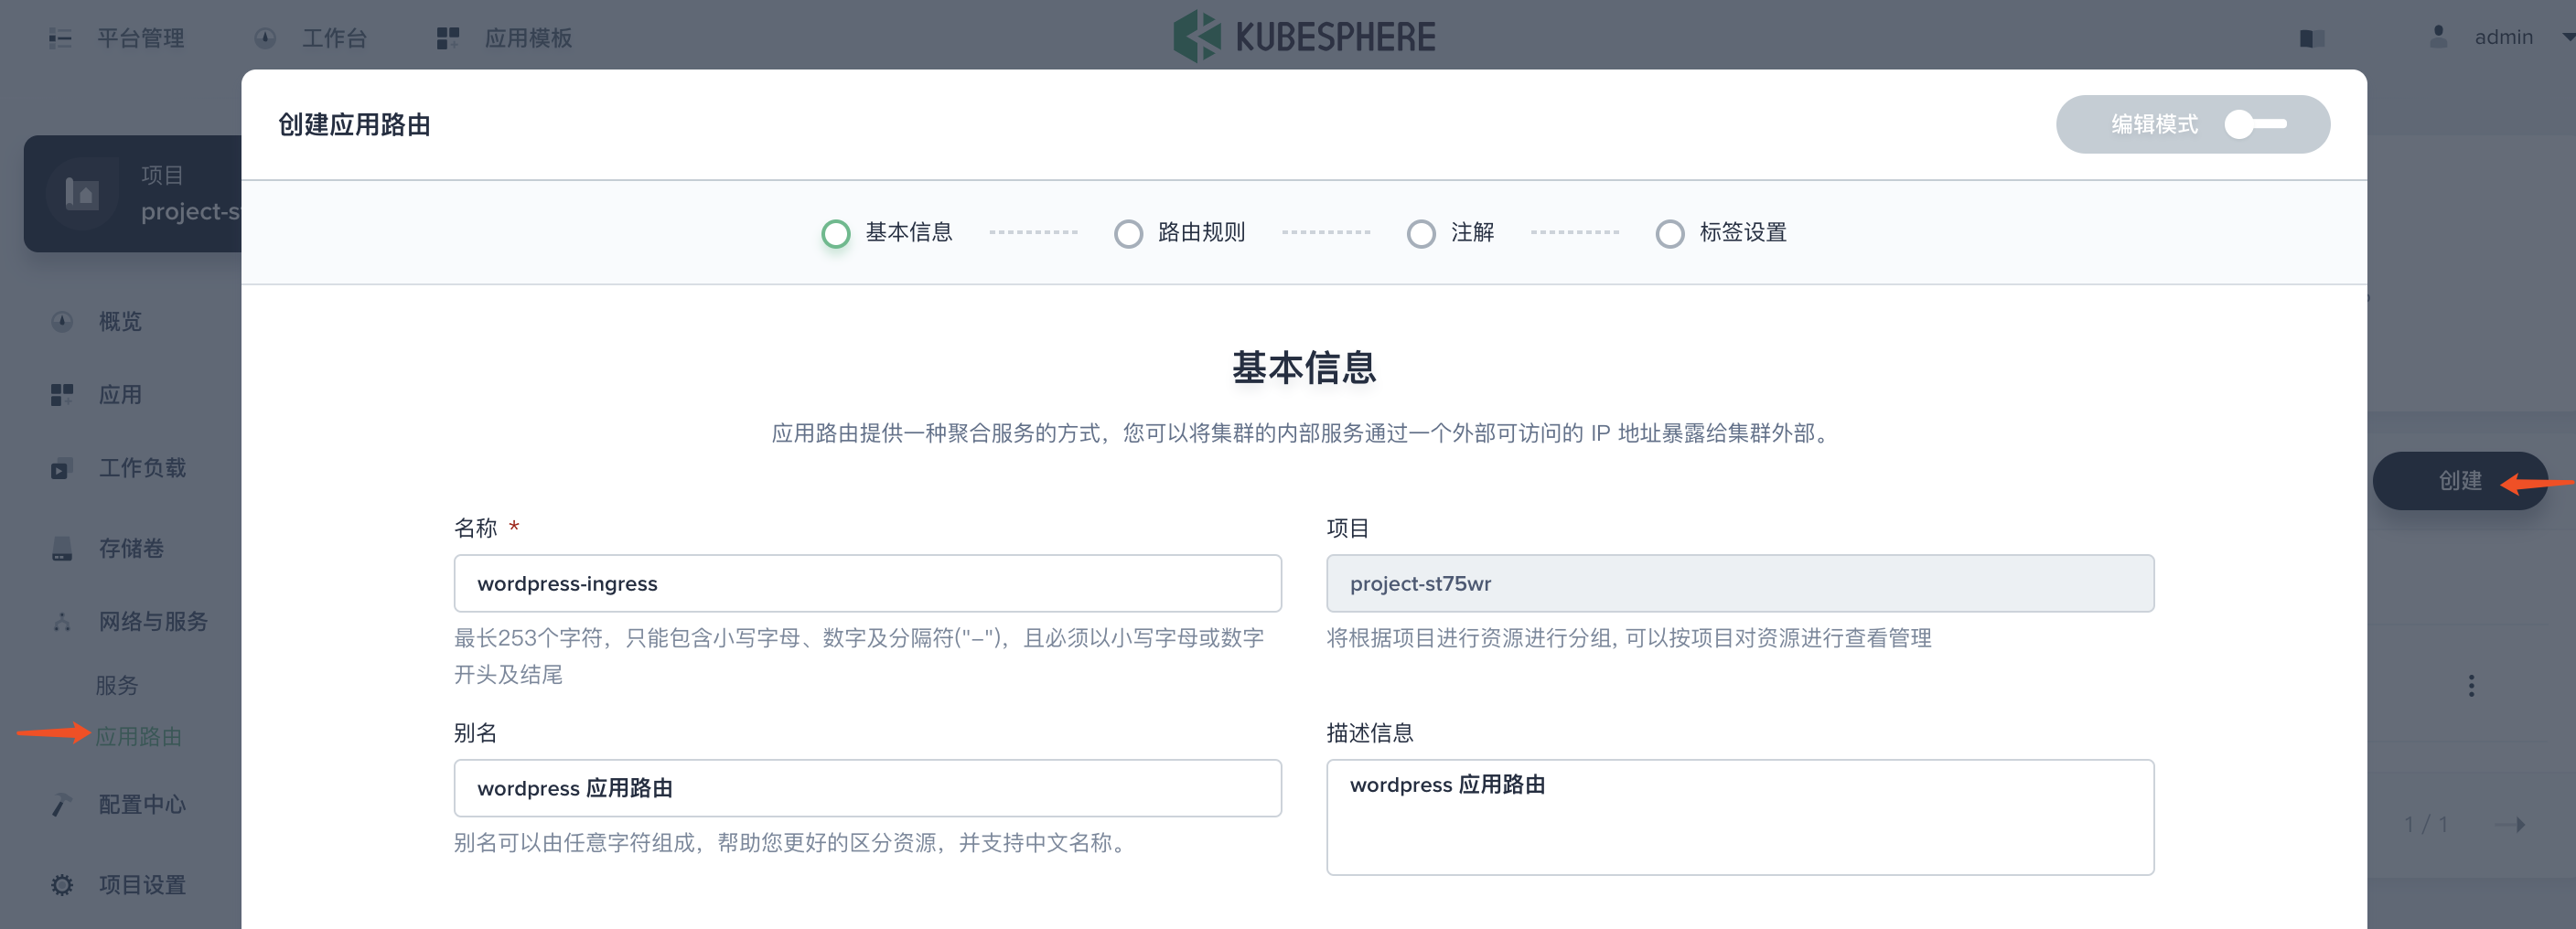 平台管理
工作台
应用模板
KUBESPHERE
admin
创建应用路由
编辑模式
项目
project-st
基本信息
路由规则
注解
标签设置
概览
应用
工作负载
存储卷
网络与服务
服务
应用路由
配置中心
项目设置
基本信息
应用路由提供一种聚合服务的方式，您可以将集群的内部服务通过一个外部可访问的 IP 地址暴露给集群外部。
创建
名称 *
wordpress-ingress
最长253个字符，只能包含小写字母、数字及分隔符("-")，且必须以小写字母或数字
开头及结尾
项目
project-st75wr
将根据项目进行资源进行分组, 可以按项目对资源进行查看管理
别名
wordpress 应用路由
别名可以由任意字符组成，帮助您更好的区分资源，并支持中文名称。
描述信息
wordpress 应用路由
1 / 1